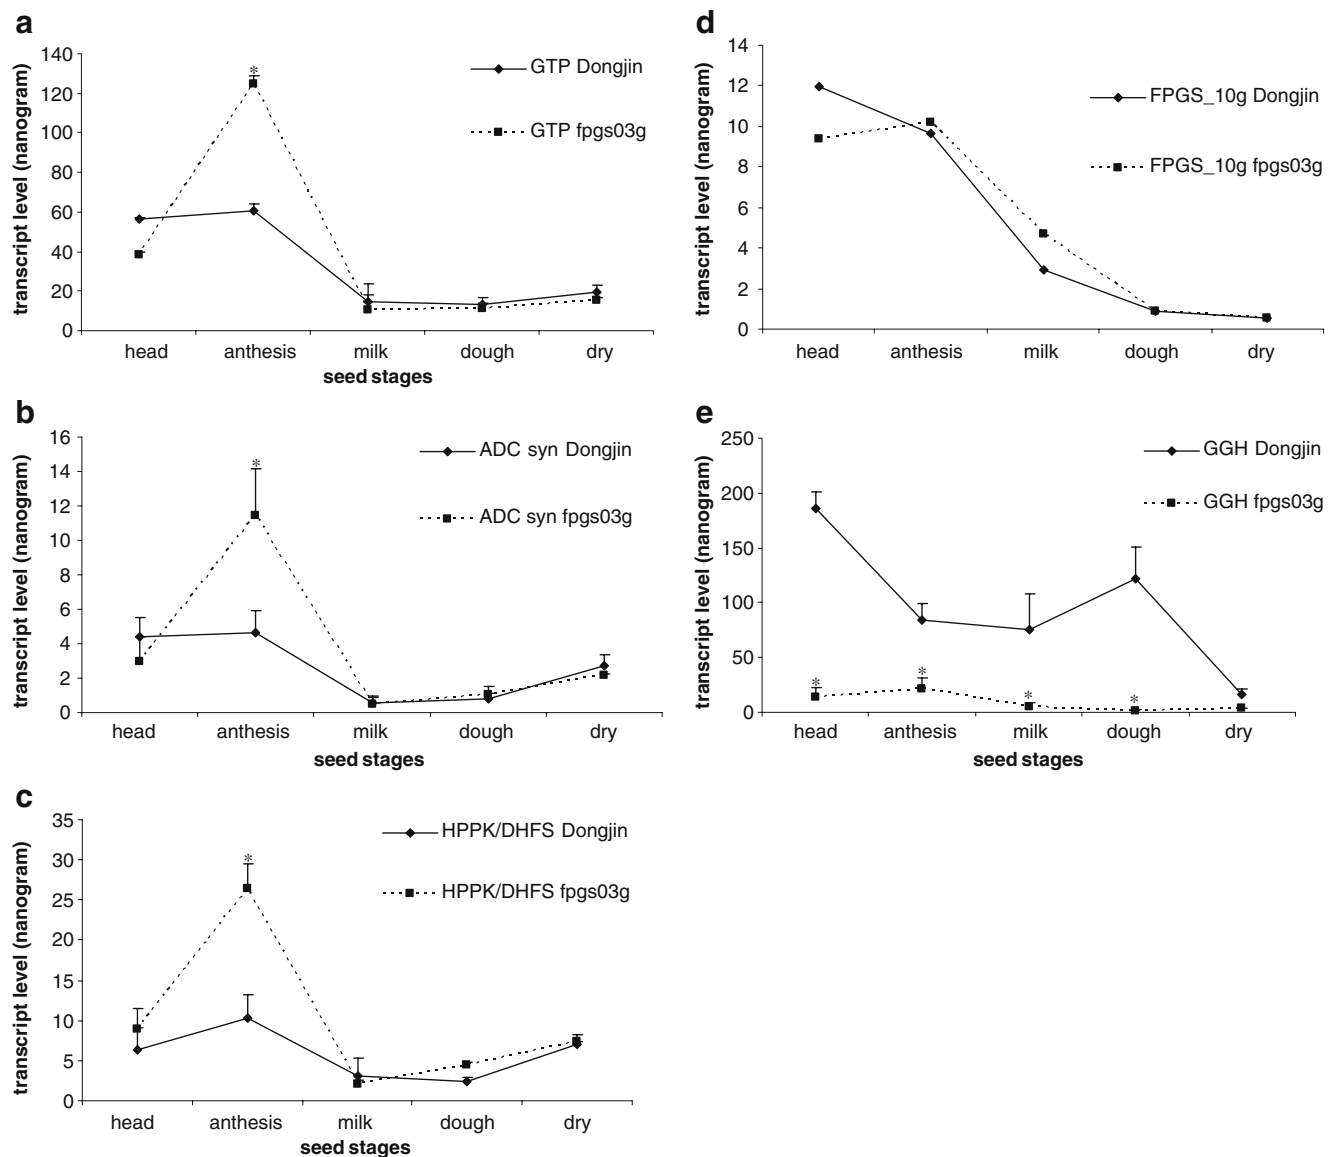 a
transcript level (nanogram)
140
120
100
80
60
40
20
0
*
GTP Dongjin
GTP fpgs03g
head anthesis milk dough dry
seed stages
b
transcript level (nanogram)
16
14
12
10
8
6
4
2
0
*
ADC syn Dongjin
ADC syn fpgs03g
head anthesis milk dough dry
seed stages
c
transcript level (nanogram)
35
30
25
20
15
10
5
0
*
HPPK/DHFS Dongjin
HPPK/DHFS fpgs03g
head anthesis milk dough dry
seed stages
d
transcript level (nanogram)
14
12
10
8
6
4
2
0
FPGS_10g Dongjin
FPGS_10g fpgs03g
head anthesis milk dough dry
e
transcript level (nanogram)
250
200
150
100
50
0
GGH Dongjin
GGH fpgs03g
* * * *
head anthesis milk dough dry
seed stages